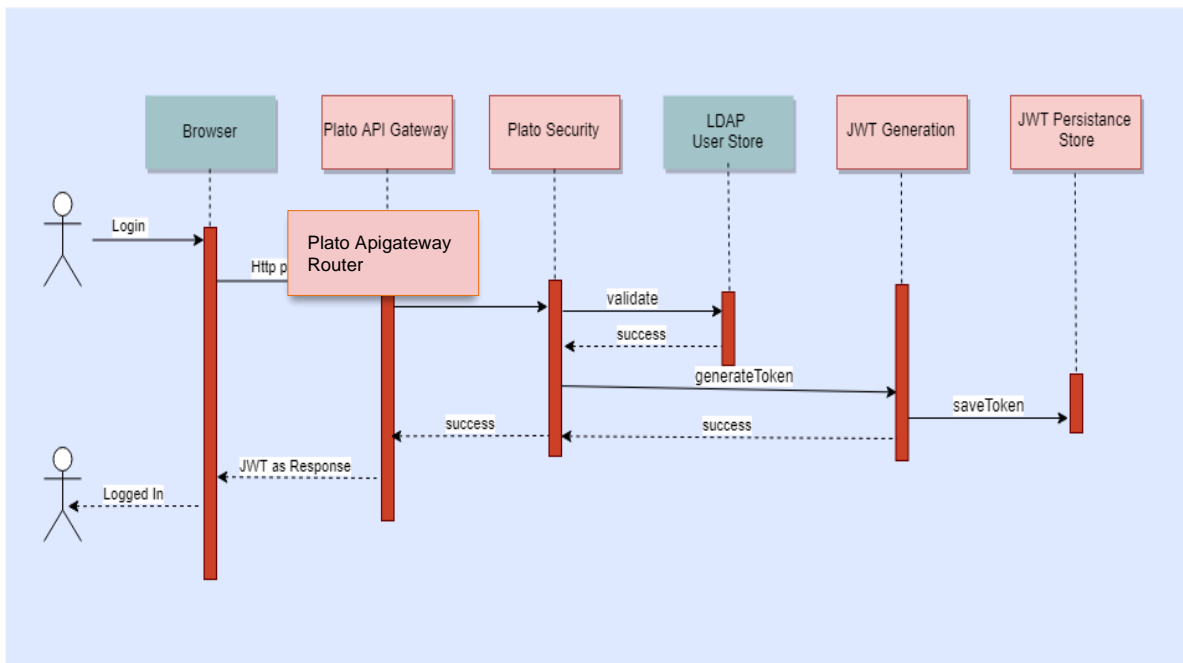 Browser
Plato API Gateway
Plato Security
LDAP
User Store
JWT Generation
JWT Persistance
Store
Login
Plato Apigateway
Router
Http
validate
success
generateToken
saveToken
success
success
JWT as Response
Logged In